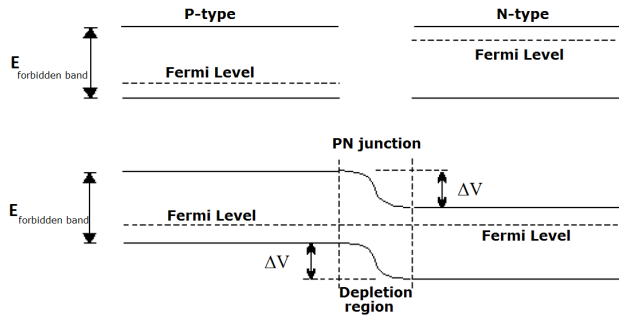 P-type
N-type
E
forbidden band
Fermi Level
Fermi Level
PN junction
ΔV
E
forbidden band
Fermi Level
Fermi Level
ΔV
Depletion
region